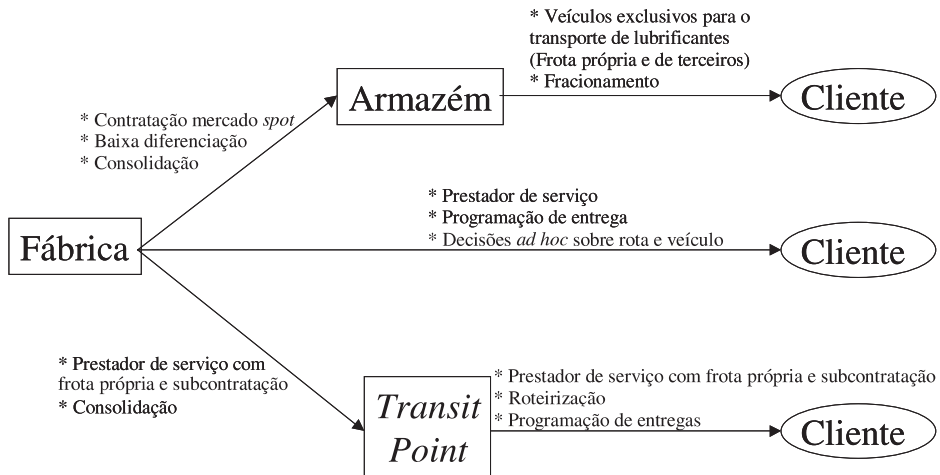 * Veículos exclusivos para o
transporte de lubrificantes
(Frota própria e de terceiros)
* Fracionamento
Armazém
Cliente
* Contratação mercado spot
* Baixa diferenciação
* Consolidação
* Prestador de serviço
* Programação de entrega
* Decisões ad hoc sobre rota e veículo
Fábrica
Cliente
* Prestador de serviço com
frota própria e subcontratação
* Consolidação
* Prestador de serviço com frota própria e subcontratação
* Roteirização
* Programação de entregas
Transit
Point
Cliente